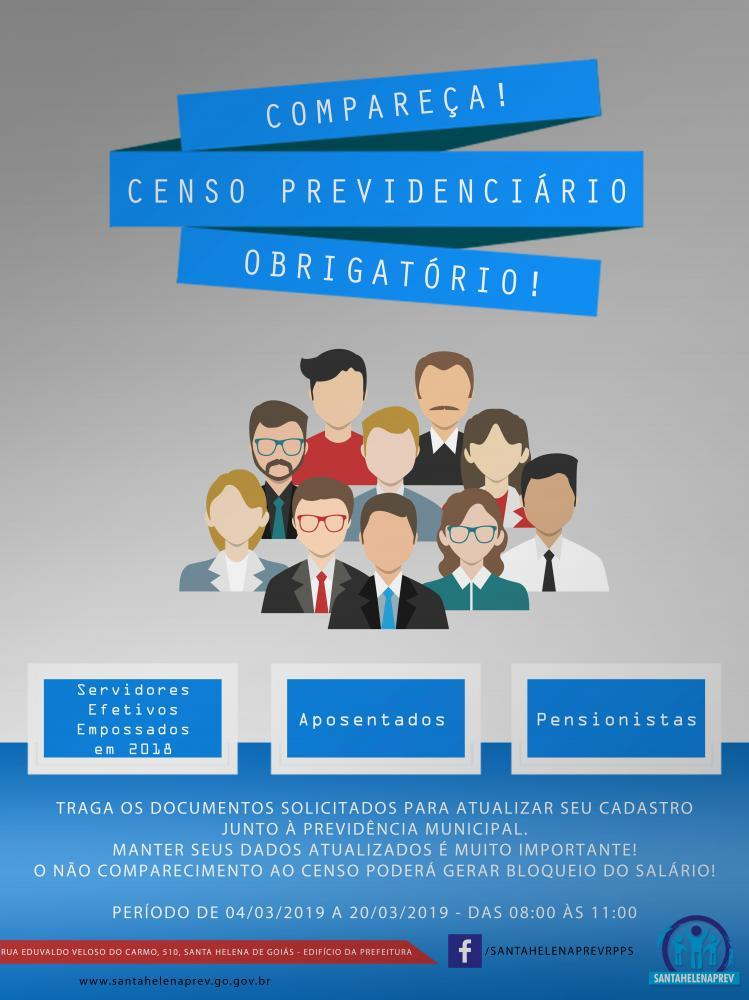 COMPAREÇA!
CENSO PREVIDENCIÁRIO
OBRIGATÓRIO!
Servidores
Efetivos
Empossados
em 2018
Aposentados
Pensionistas
TRAGA OS DOCUMENTOS SOLICITADOS PARA ATUALIZAR SEU CADASTRO
JUNTO À PREVIDÊNCIA MUNICIPAL.
MANTER SEUS DADOS ATUALIZADOS É MUITO IMPORTANTE!
O NÃO COMPARECIMENTO AO CENSO PODERÁ GERAR BLOQUEIO DO SALÁRIO!
PERÍODO DE 04/03/2019 A 20/03/2019 - DAS 08:00 ÀS 11:00
RUA EDUVALDO VELOSO DO CARMO, 510, SANTA HELENA DE GOIÁS - EDIFÍCIO DA PREFEITURA
f /SANTAHELENAPREVRPPS
SANTAHELENAPREV
www.santahelenaprev.go.gov.br